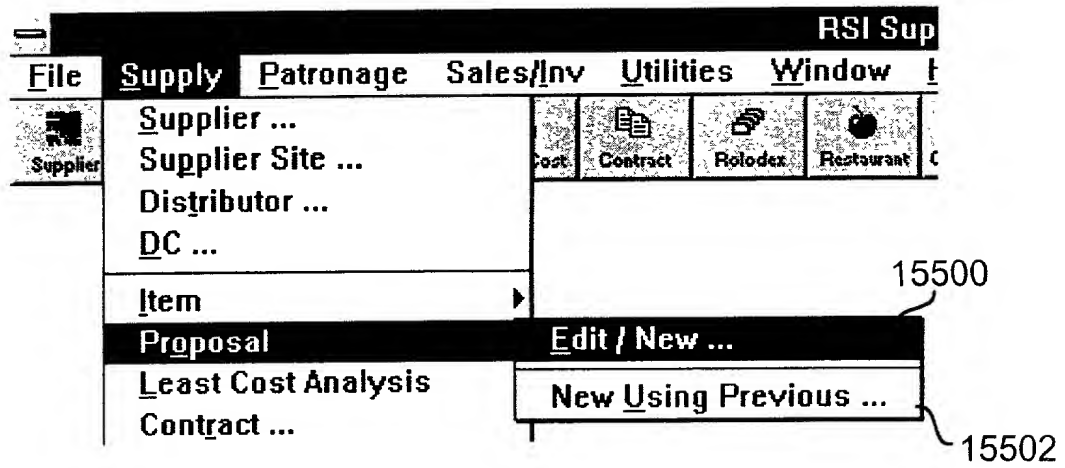 RSI Sup
File Supply Patronage Sales/Inv Utilities Window
Supplier Cost Contract Rolodex Restaurant
Supplier ...
Supplier Site ...
Distributor ...
DC ...
15500
Item
Proposal Edit / New ...
Least Cost Analysis New Using Previous ...
Contract ...
15502